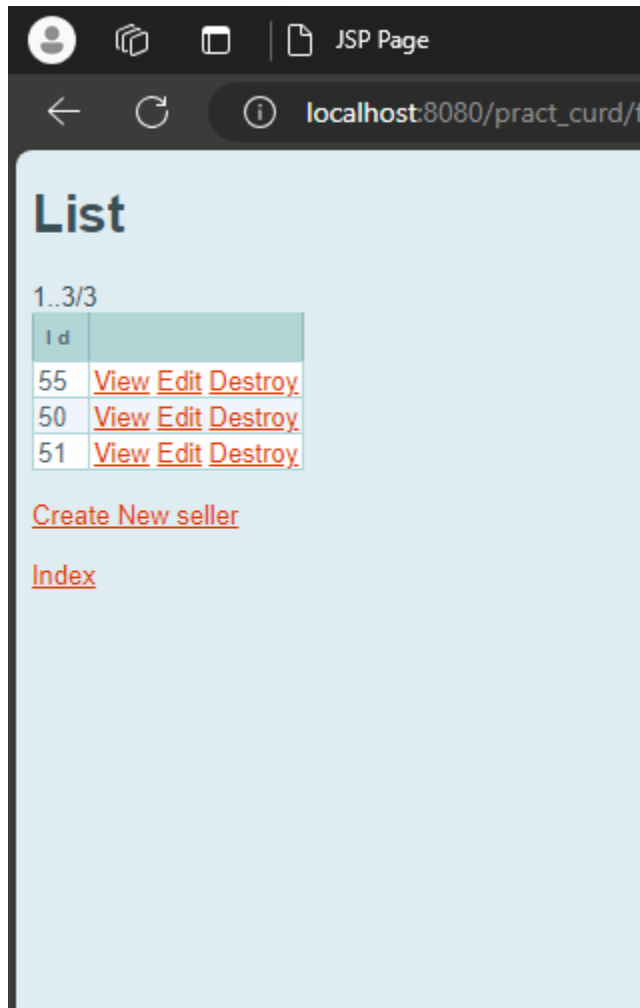 JSP Page
localhost:8080/pract_curd/
List
1..3/3
Id
55 View Edit Destroy
50 View Edit Destroy
51 View Edit Destroy
Create New seller
Index